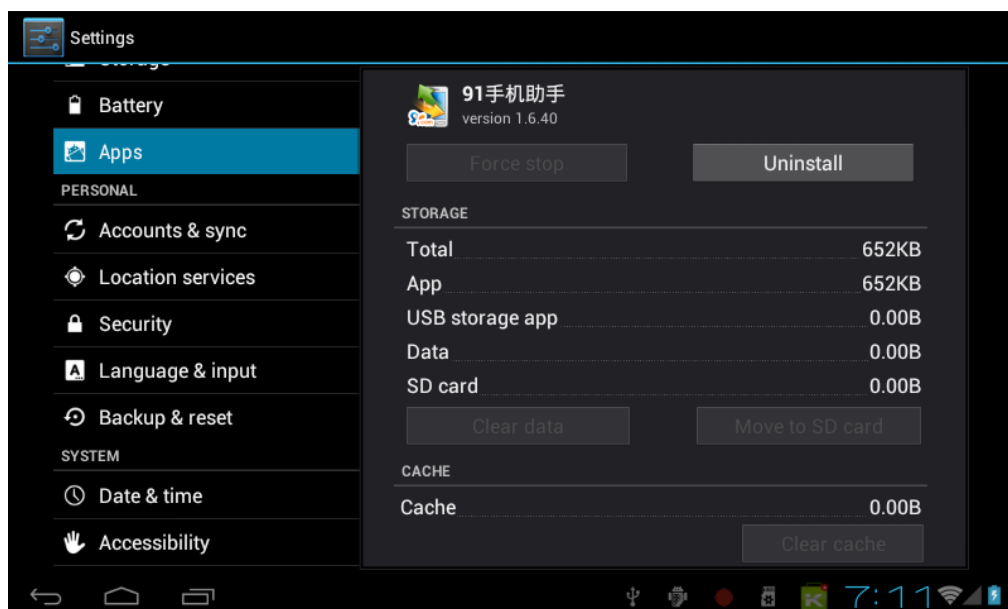 Settings
Battery
Apps
PERSONAL
Accounts & sync
Location services
Security
Language & input
Backup & reset
SYSTEM
Date & time
Accessibility
91手机助手
version 1.6.40
Force stop
Uninstall
STORAGE
Total 652KB
App 652KB
USB storage app 0.00B
Data 0.00B
SD card 0.00B
Clear data
Move to SD card
CACHE
Cache 0.00B
Clear cache
7:11